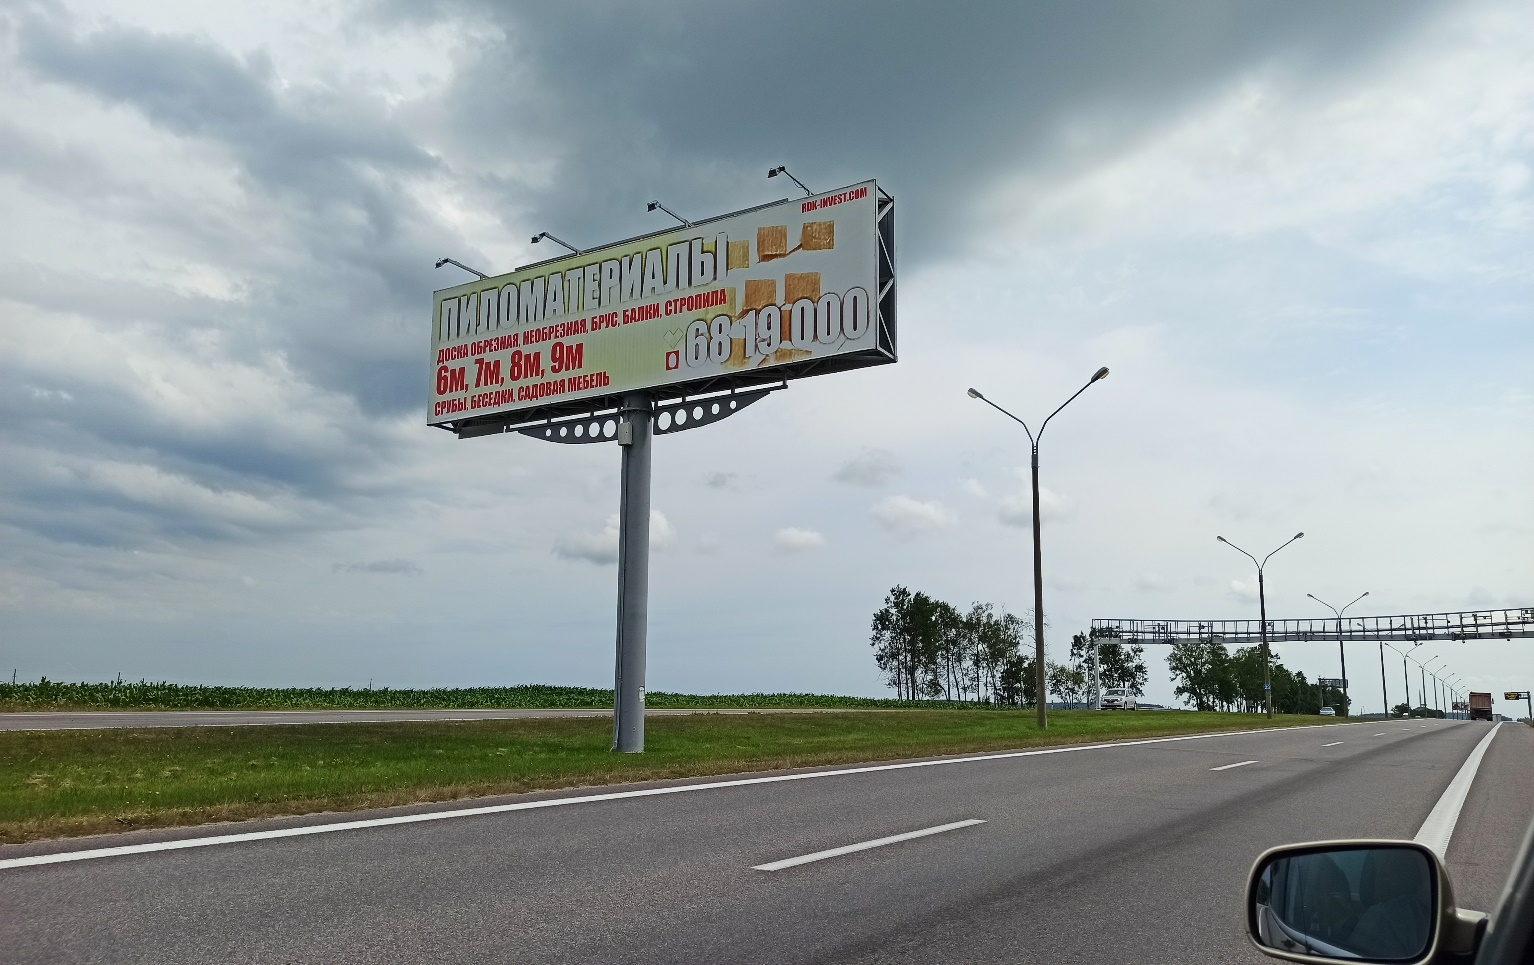 RDK-INVEST.COM
ПИЛОМАТЕРИАЛЫ
ДОСКА ОБРЕЗНАЯ, НЕОБРЕЗНАЯ, БРУС, БАЛКИ, СТРОПИЛА
6м, 7м, 8м, 9м
68 19 000
СРУБЫ, БЕСЕДКИ, САДОВАЯ МЕБЕЛЬ